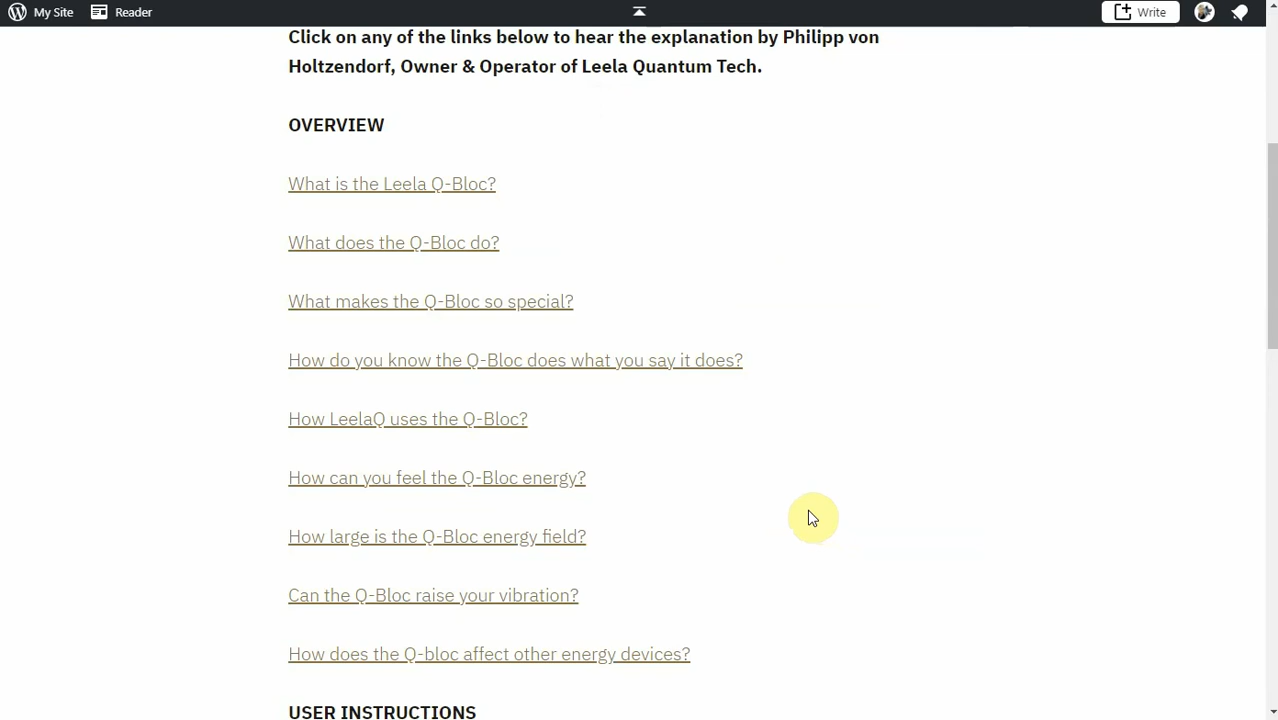 My Site
Reader
Write
Click on any of the links below to hear the explanation by Philipp von
Holtzendorf, Owner & Operator of Leela Quantum Tech.
OVERVIEW
What is the Leela Q-Bloc?
What does the Q-Bloc do?
What makes the Q-Bloc so special?
How do you know the Q-Bloc does what you say it does?
How LeelaQ uses the Q-Bloc?
How can you feel the Q-Bloc energy?
How large is the Q-Bloc energy field?
Can the Q-Bloc raise your vibration?
How does the Q-bloc affect other energy devices?
USER INSTRUCTIONS